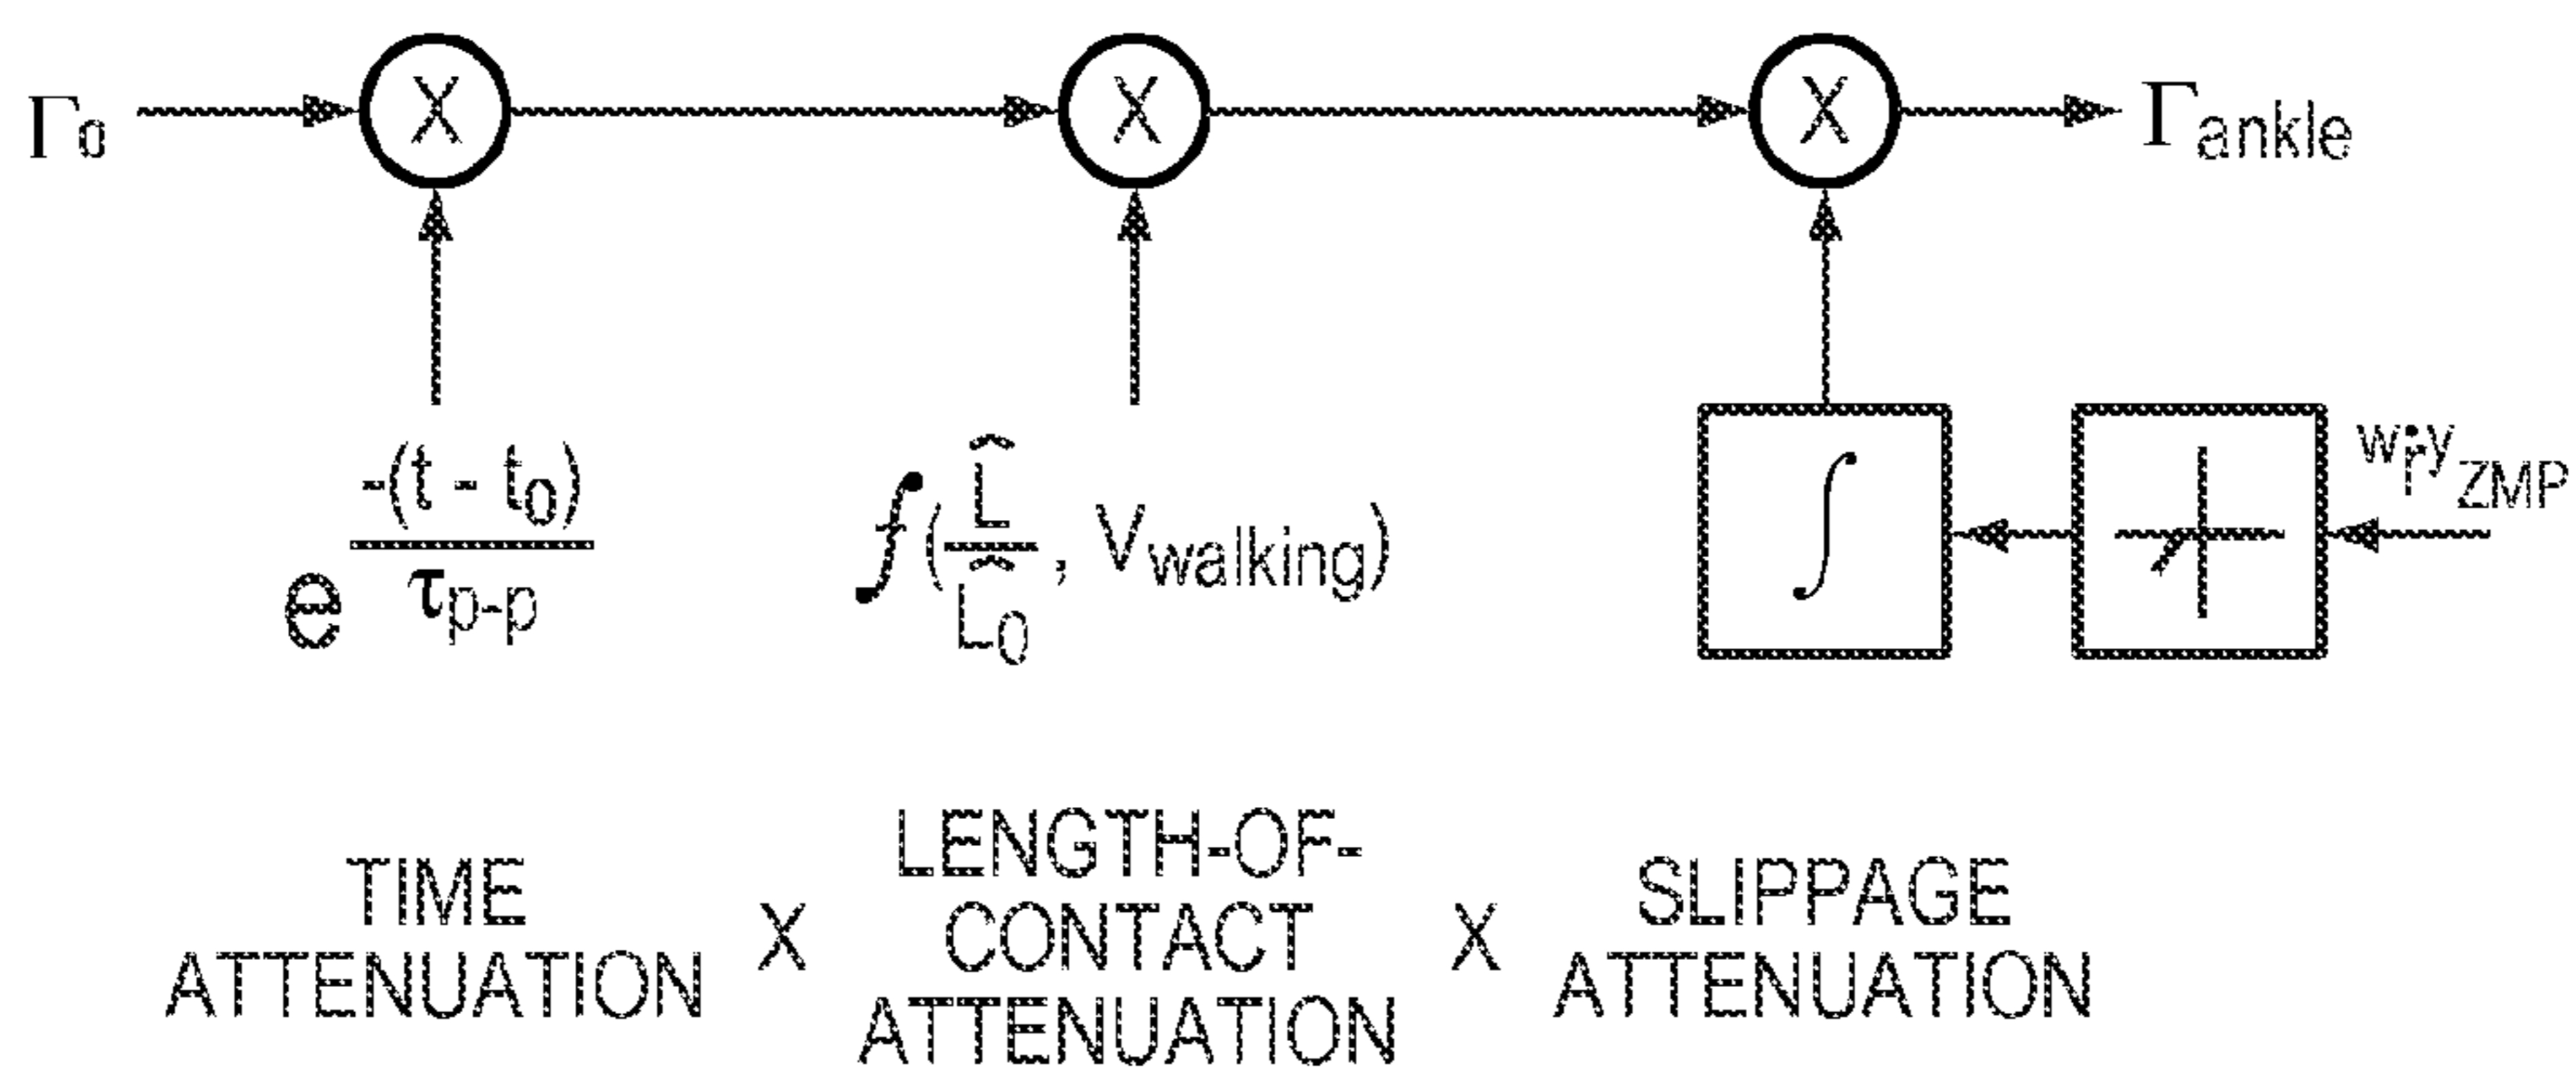 Γ₀ X X X Γankle
e -(t - t₀) / τp-p
f( L̂ / L̂₀ , Vwalking)
∫
wṙyZMP
TIME ATTENUATION X LENGTH-OF-CONTACT ATTENUATION X SLIPPAGE ATTENUATION